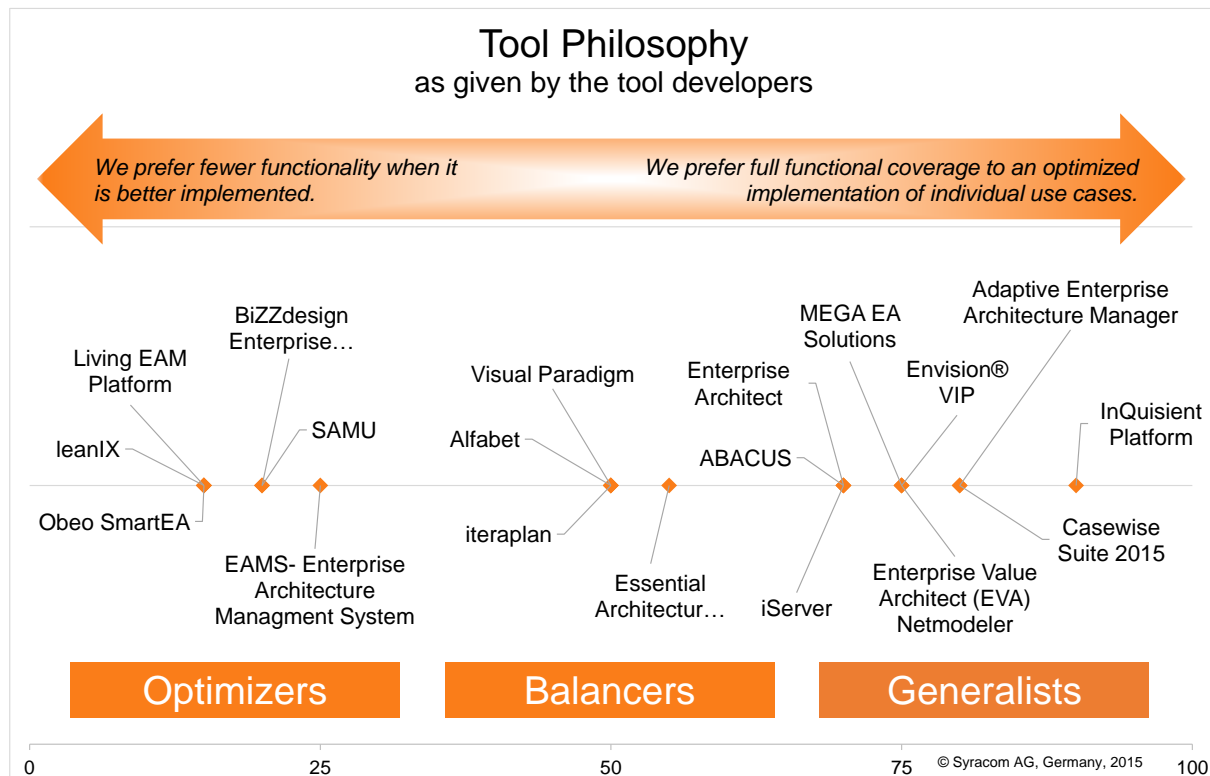 Tool Philosophy
as given by the tool developers
We prefer fewer functionality when it
is better implemented.
We prefer full functional coverage to an optimized
implementation of individual use cases.
Adaptive Enterprise
Architecture Manager
BiZZdesign
Enterprise…
MEGA EA
Solutions
Living EAM
Platform
Visual Paradigm
Enterprise
Architect
Envision®
VIP
InQuisient
Platform
leanIX
SAMU
Alfabet
ABACUS
Obeo SmartEA
iteraplan
Casewise
Suite 2015
EAMS- Enterprise
Architecture
Managment System
Essential
Architectur…
iServer
Enterprise Value
Architect (EVA)
Netmodeler
Optimizers
Balancers
Generalists
0
25
50
75
100
© Syracom AG, Germany, 2015